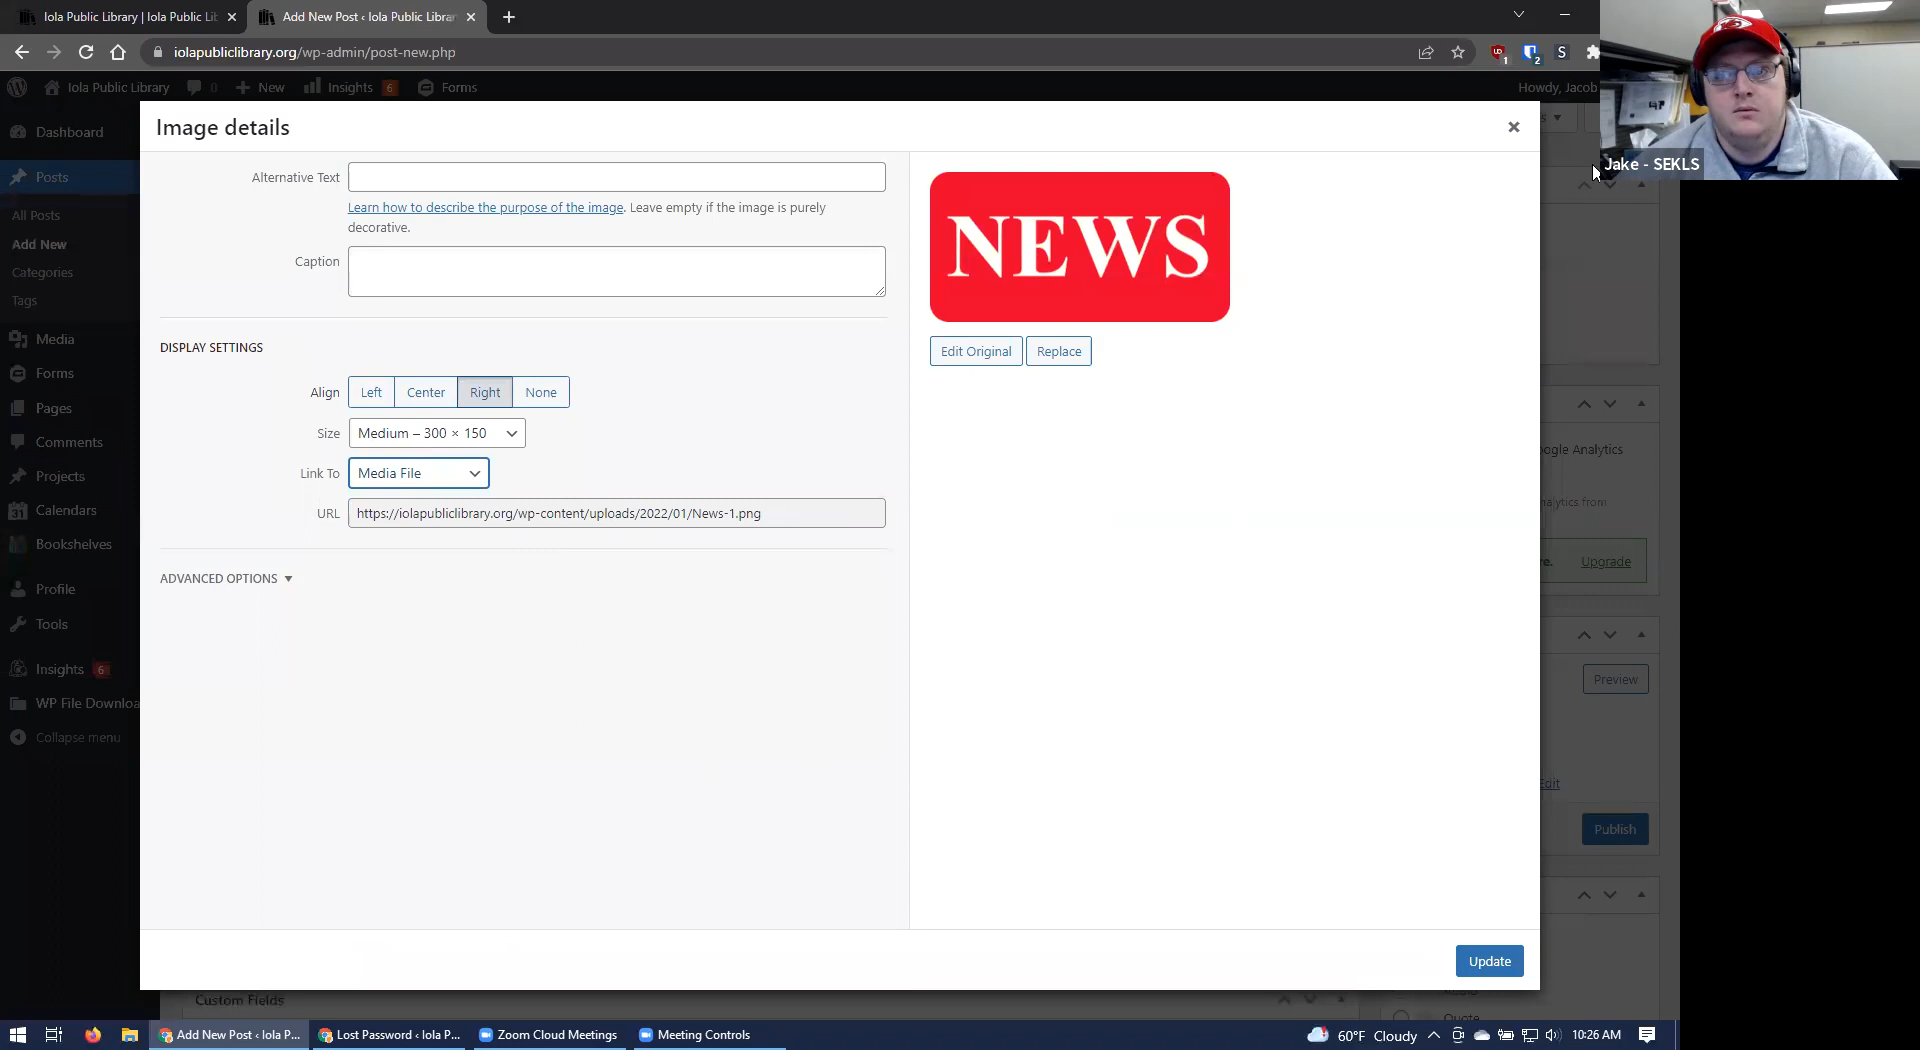 Iola Public Library | Iola Public Lib
Add New Post ‹ Iola Public Librar
iolapubliclibrary.org/wp-admin/post-new.php
Iola Public Library
0
New
Insights 6
Forms
Howdy, Jacob
Jake - SEKLS
Dashboard
Posts
All Posts
Add New
Categories
Tags
Media
Forms
Pages
Comments
Projects
Calendars
Bookshelves
Profile
Tools
Insights 6
WP File Downloa
Collapse menu
Image details
Alternative Text
Learn how to describe the purpose of the image. Leave empty if the image is purely
decorative.
Caption
DISPLAY SETTINGS
Align Left Center Right None
Size Medium – 300 × 150
Link To Media File
URL https://iolapubliclibrary.org/wp-content/uploads/2022/01/News-1.png
ADVANCED OPTIONS
NEWS
Edit Original Replace
Update
ogle Analytics
alytics from
re. Upgrade
Preview
Edit
Publish
Custom Fields
Quote
Add New Post ‹ Iola P...
Lost Password ‹ Iola P...
Zoom Cloud Meetings
Meeting Controls
60°F Cloudy
10:26 AM